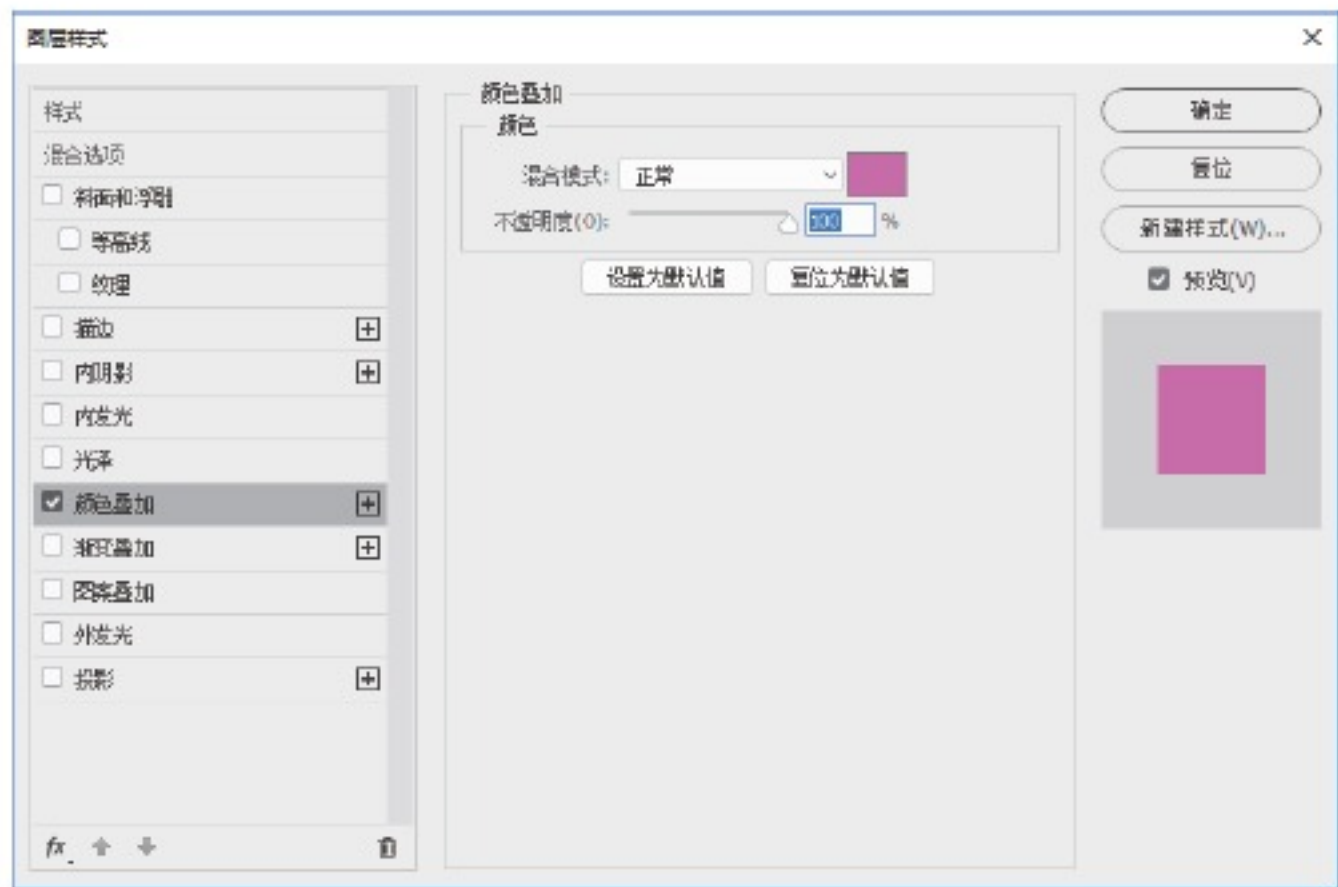 图层样式
样式
混合选项
斜面和浮雕
等高线
纹理
描边
内阴影
内发光
光泽
颜色叠加
渐变叠加
图案叠加
外发光
投影
fx
颜色叠加
颜色
混合模式: 正常
不透明度(O): 100 %
设置为默认值 复位为默认值
确定
复位
新建样式(W)...
预览(V)